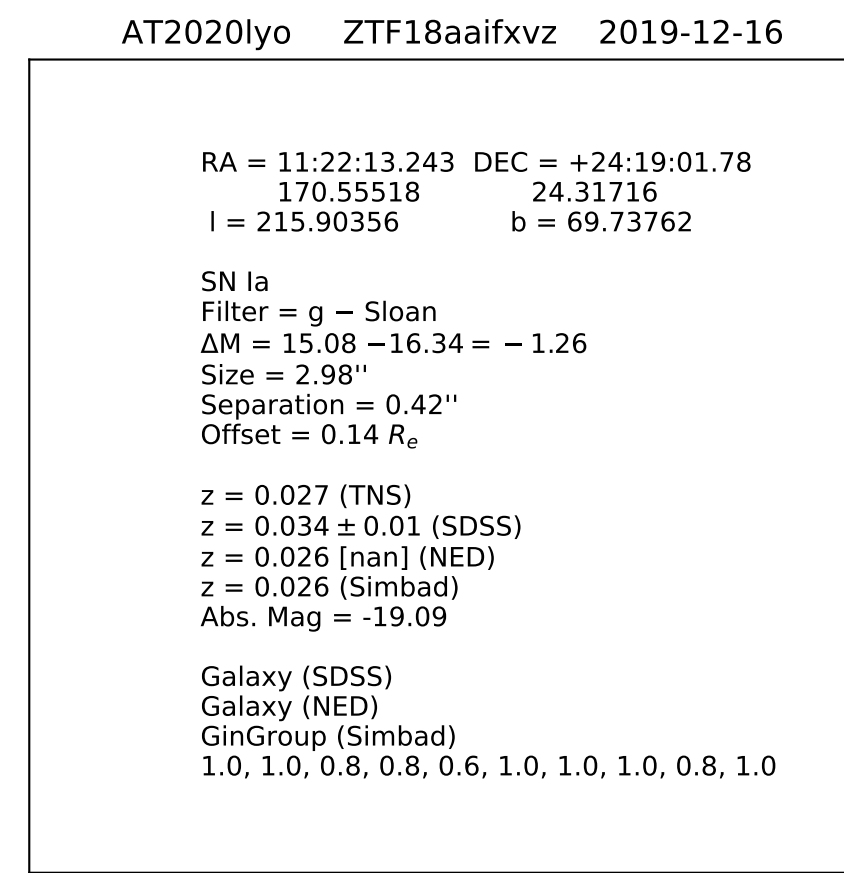 AT2020lyo ZTF18aaifxvz 2019-12-16
RA = 11:22:13.243 DEC = +24:19:01.78
170.55518 24.31716
l = 215.90356 b = 69.73762
SN Ia
Filter = g − Sloan
ΔM = 15.08 −16.34 = − 1.26
Size = 2.98''
Separation = 0.42''
Offset = 0.14 Re
z = 0.027 (TNS)
z = 0.034 ± 0.01 (SDSS)
z = 0.026 [nan] (NED)
z = 0.026 (Simbad)
Abs. Mag = -19.09
Galaxy (SDSS)
Galaxy (NED)
GinGroup (Simbad)
1.0, 1.0, 0.8, 0.8, 0.6, 1.0, 1.0, 1.0, 0.8, 1.0